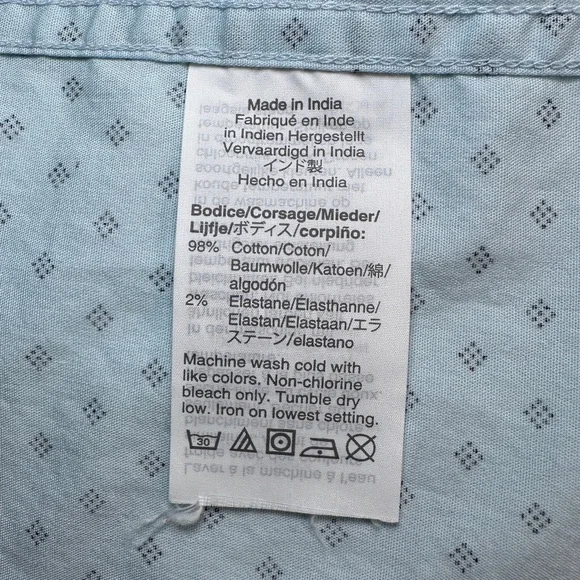 Made in India
Fabriqué en Inde
in Indien Hergestellt
Vervaardigd in India
インド製
Hecho en India
Bodice/Corsage/Mieder/
Lijfje/ボディス/corpiño:
98% Cotton/Coton/
Baumwolle/Katoen/綿/
algodón
2% Elastane/Élasthanne/
Elastan/Elastaan/エラ
ステーン/elastano
Machine wash cold with
like colors. Non-chlorine
bleach only. Tumble dry
low. Iron on lowest setting.
30